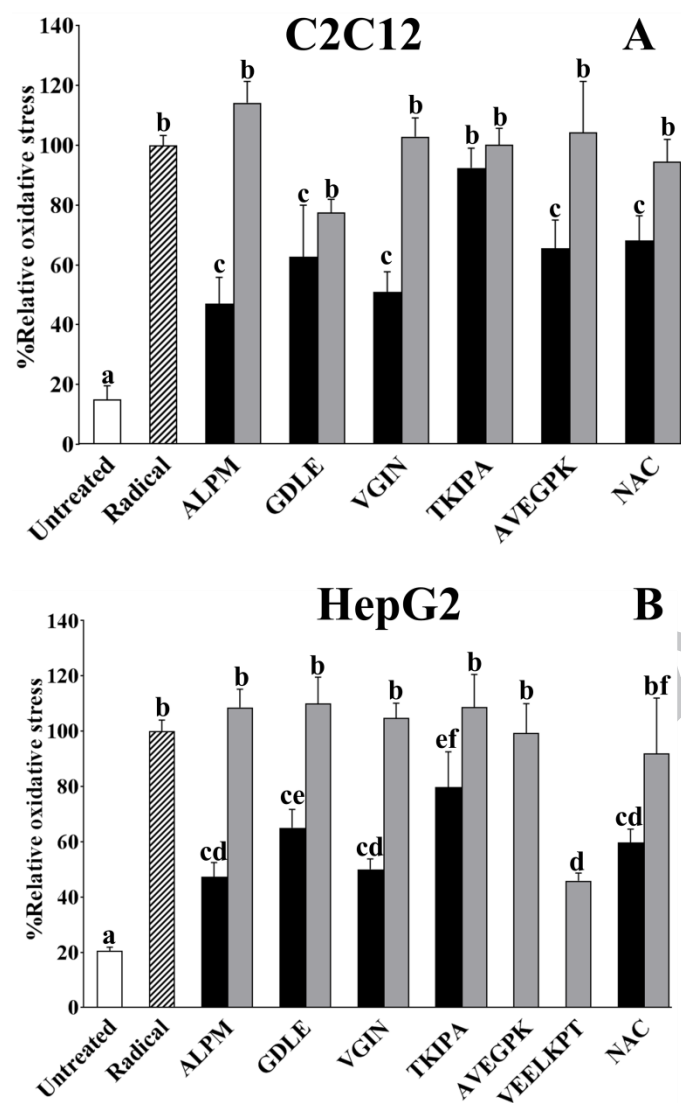 C2C12 A
%Relative oxidative stress
140
120
100
80
60
40
20
0
a
b
c b
c b
c b
b b
c b
c b
Untreated Radical ALPM GDLE VGIN TKIPA AVEGPK NAC
HepG2 B
%Relative oxidative stress
140
120
100
80
60
40
20
0
a
b
cd b
ce b
cd b
ef b
b
d
cd bf
Untreated Radical ALPM GDLE VGIN TKIPA AVEGPK VEELKPT NAC